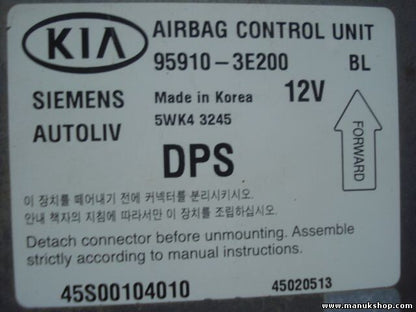 KIA AIRBAG CONTROL UNIT
95910-3E200 BL
SIEMENS Made in Korea 12V
AUTOLIV 5WK4 3245
DPS
FORWARD
이 장치를 떼어내기 전에 커넥터를 분리시키시오.
안내 책자의 지침에 따라서만 이 장치를 조립하십시오.
Detach connector before unmounting. Assemble
strictly according to manual instructions.
45S00104010 45020513
www.manukshop.com